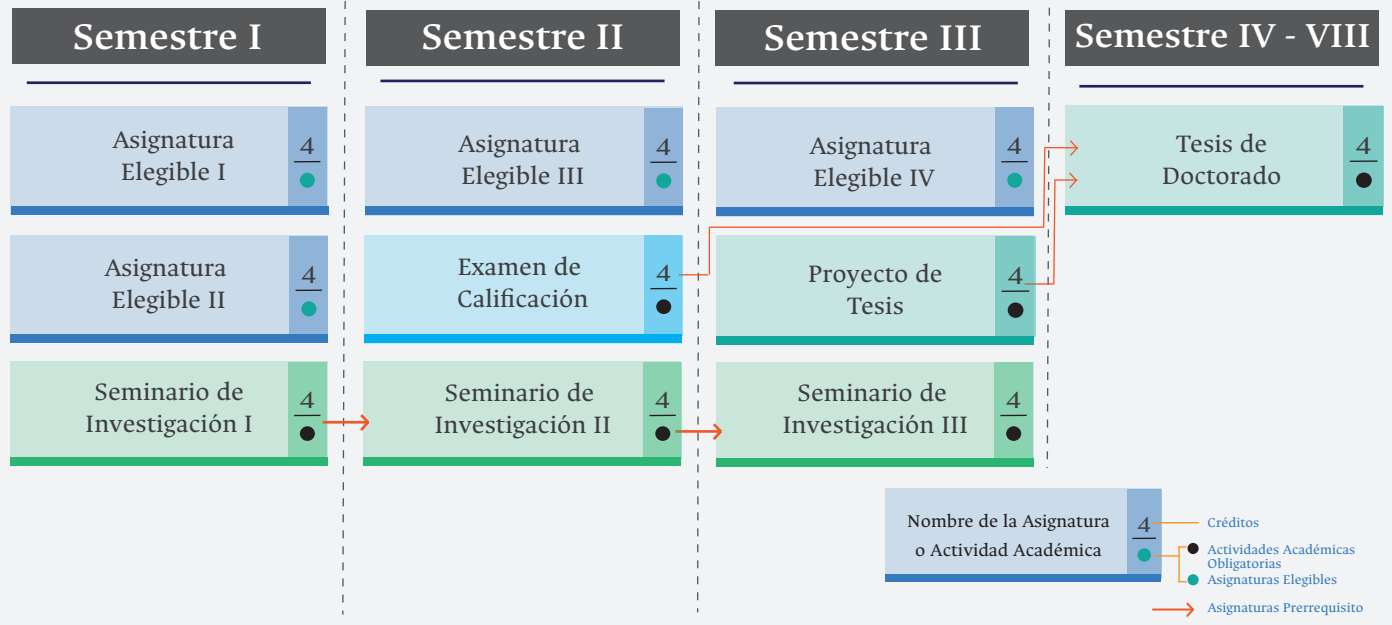 Semestre I
Asignatura
Elegible I
4
Asignatura
Elegible II
4
Seminario de
Investigación I
4
Semestre II
Asignatura
Elegible III
4
Examen de
Calificación
4
Seminario de
Investigación II
4
Semestre III
Asignatura
Elegible IV
4
Proyecto de
Tesis
4
Seminario de
Investigación III
4
Semestre IV - VIII
Tesis de
Doctorado
4
Nombre de la Asignatura
o Actividad Académica
4
Créditos
Actividades Académicas
Obligatorias
Asignaturas Elegibles
Asignaturas Prerrequisito